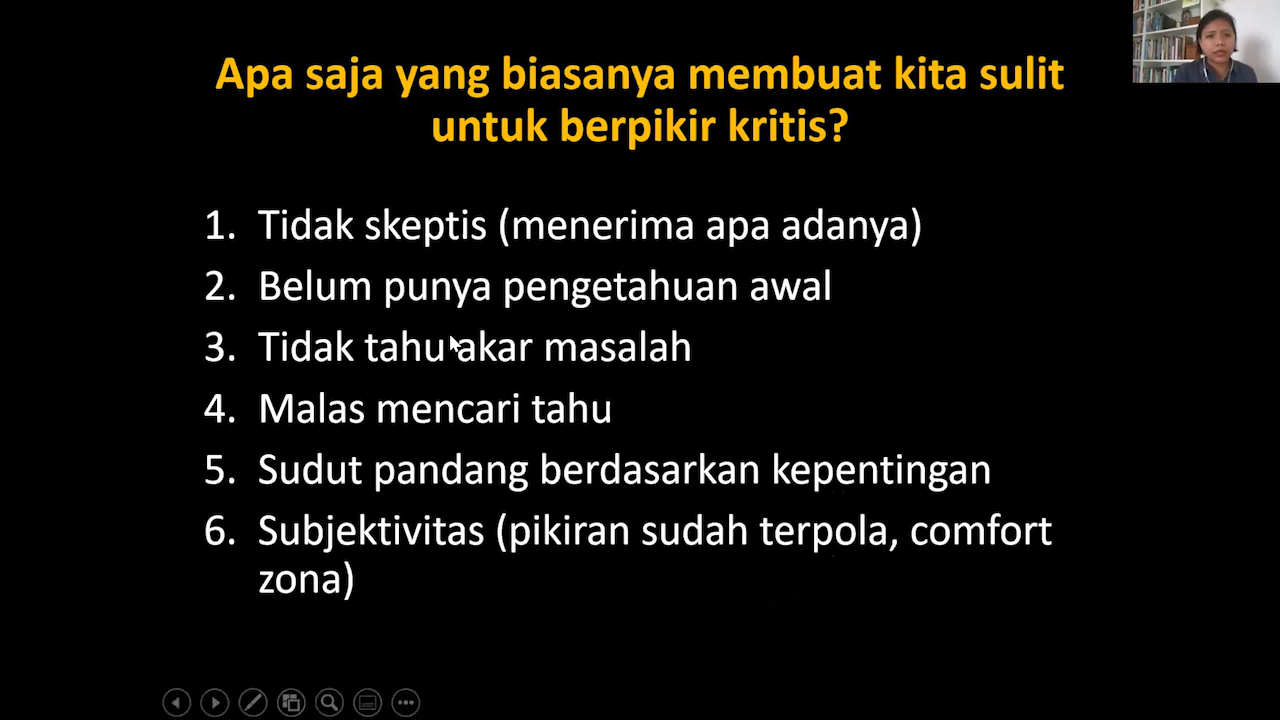 Apa saja yang biasanya membuat kita sulit
untuk berpikir kritis?
1. Tidak skeptis (menerima apa adanya)
2. Belum punya pengetahuan awal
3. Tidak tahu akar masalah
4. Malas mencari tahu
5. Sudut pandang berdasarkan kepentingan
6. Subjektivitas (pikiran sudah terpola, comfort
zona)